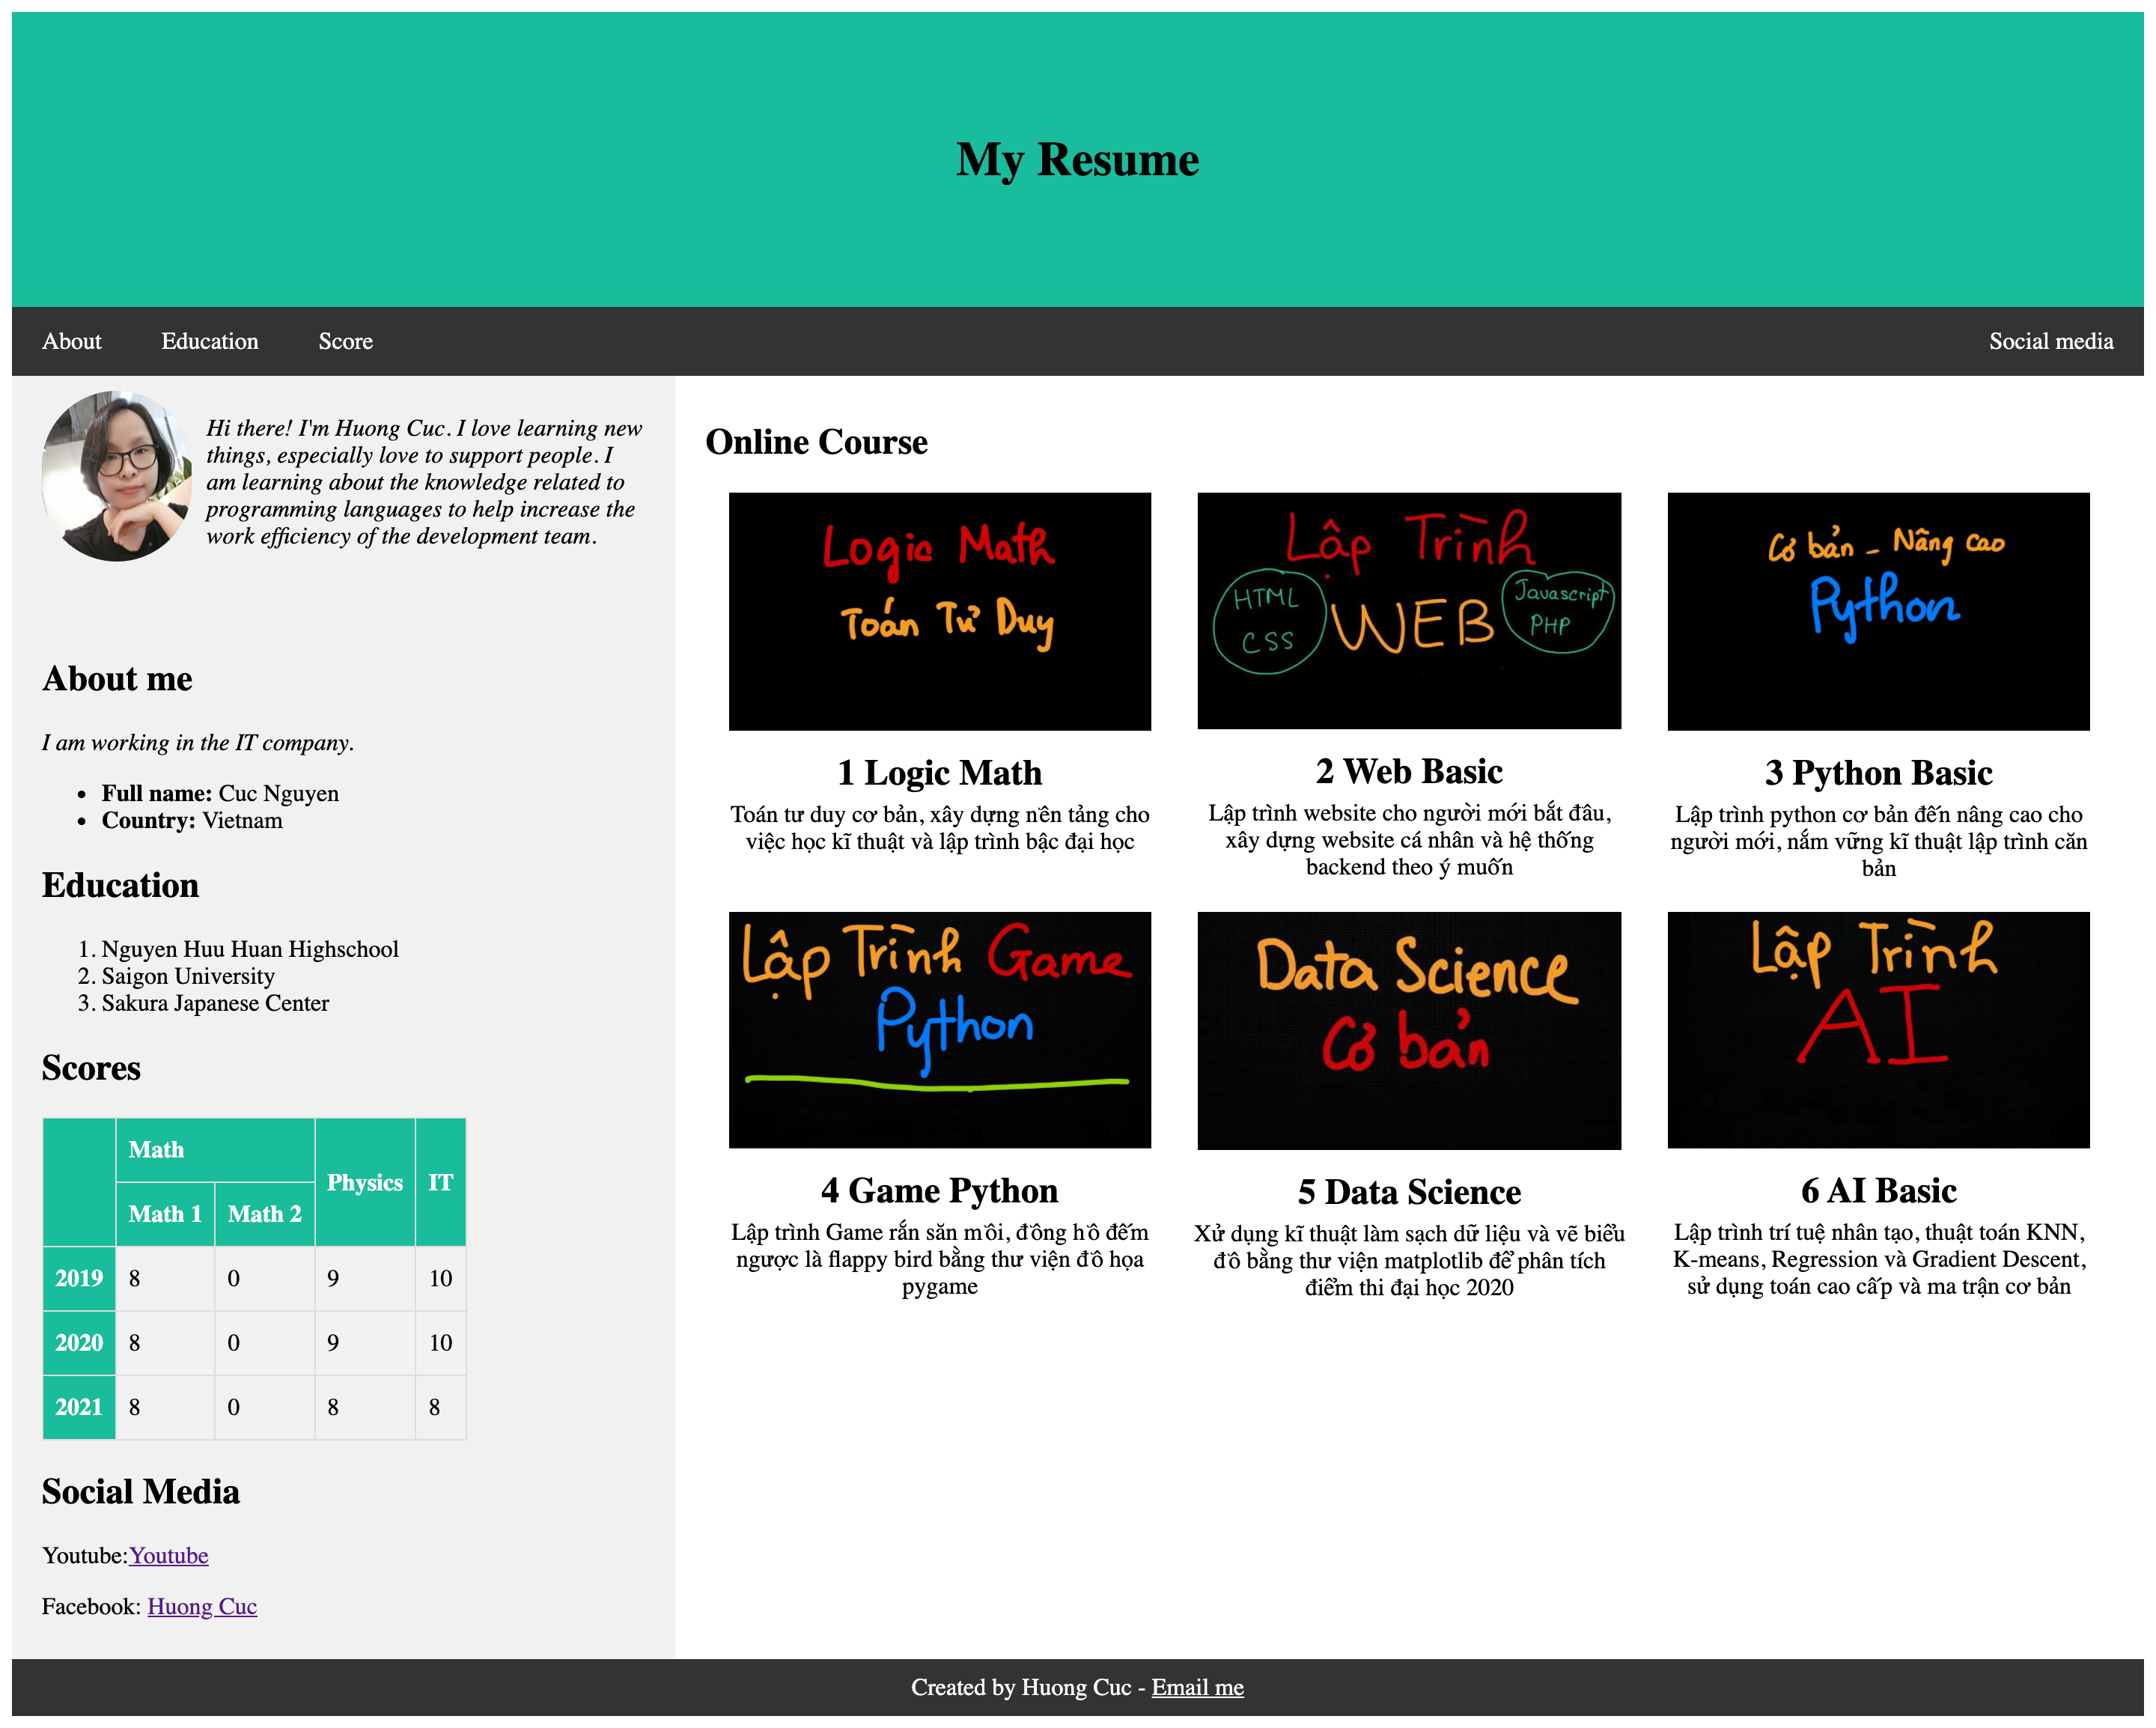 My Resume
About Education Score Social media
Hi there! I'm Huong Cuc. I love learning new
things, especially love to support people. I
am learning about the knowledge related to
programming languages to help increase the
work efficiency of the development team.
About me
I am working in the IT company.
• Full name: Cuc Nguyen
• Country: Vietnam
Education
1. Nguyen Huu Huan Highschool
2. Saigon University
3. Sakura Japanese Center
Scores
Math Physics IT
Math 1 Math 2
2019 8 0 9 10
2020 8 0 9 10
2021 8 0 8 8
Social Media
Youtube:Youtube
Facebook: Huong Cuc
Online Course
Logic Math
Toán Tư Duy
1 Logic Math
Toán tư duy cơ bản, xây dựng nền tảng cho
việc học kĩ thuật và lập trình bậc đại học
Lập Trình
HTML
CSS
WEB
Javascript
PHP
2 Web Basic
Lập trình website cho người mới bắt đầu,
xây dựng website cá nhân và hệ thống
backend theo ý muốn
Cơ bản - Nâng cao
Python
3 Python Basic
Lập trình python cơ bản đến nâng cao cho
người mới, nắm vững kĩ thuật lập trình căn
bản
Lập Trình Game
Python
4 Game Python
Lập trình Game rắn săn mồi, đồng hồ đếm
ngược là flappy bird bằng thư viện đồ họa
pygame
Data Science
Cơ bản
5 Data Science
Xử dụng kĩ thuật làm sạch dữ liệu và vẽ biểu
đồ bằng thư viện matplotlib để phân tích
điểm thi đại học 2020
Lập Trình
AI
6 AI Basic
Lập trình trí tuệ nhân tạo, thuật toán KNN,
K-means, Regression và Gradient Descent,
sử dụng toán cao cấp và ma trận cơ bản
Created by Huong Cuc - Email me